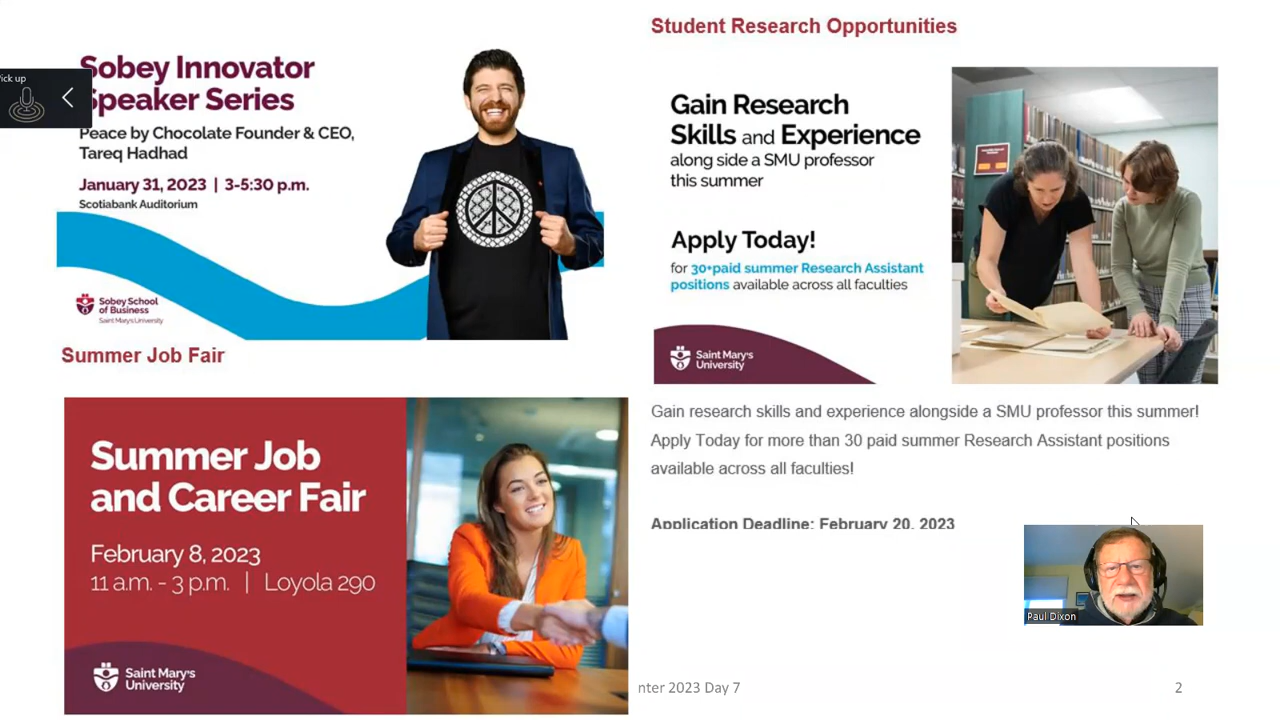 ick up
Sobey Innovator
Speaker Series
Peace by Chocolate Founder & CEO,
Tareq Hadhad
January 31, 2023 | 3-5:30 p.m.
Scotiabank Auditorium
Sobey School
of Business
Saint Mary's University
Summer Job Fair
Summer Job
and Career Fair
February 8, 2023
11 a.m. - 3 p.m. | Loyola 290
Saint Mary's
University
Student Research Opportunities
Gain Research
Skills and Experience
along side a SMU professor
this summer
Apply Today!
for 30+paid summer Research Assistant
positions available across all faculties
Saint Mary's
University
Gain research skills and experience alongside a SMU professor this summer!
Apply Today for more than 30 paid summer Research Assistant positions
available across all faculties!
Application Deadline: February 20, 2023
Paul Dixon
nter 2023 Day 7
2